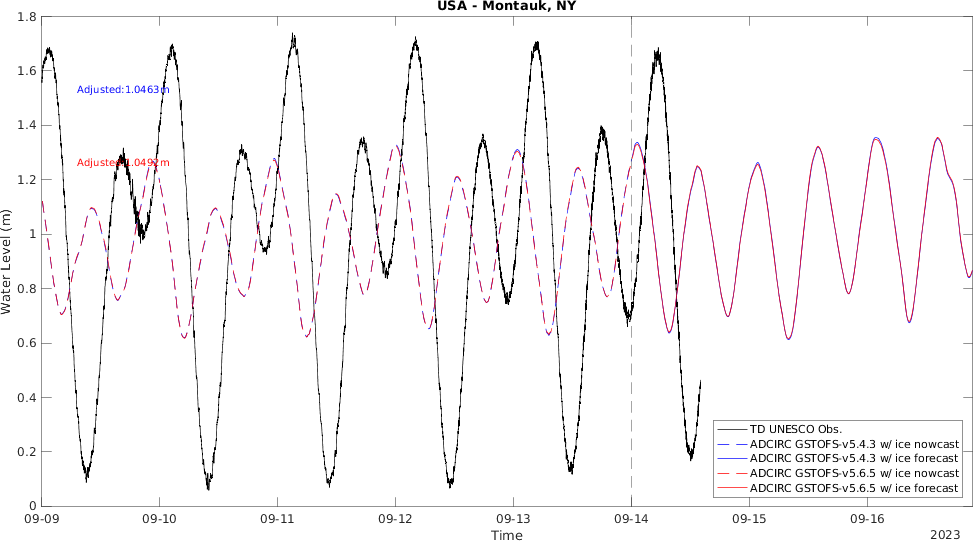 USA - Montauk, NY
1.8
1.6
1.4
1.2
1
0.8
0.6
0.4
0.2
0
Water Level (m)
Adjusted:1.0463m
Adjusted:1.0492m
TD UNESCO Obs.
ADCIRC GSTOFS-v5.4.3 w/ ice nowcast
ADCIRC GSTOFS-v5.4.3 w/ ice forecast
ADCIRC GSTOFS-v5.6.5 w/ ice nowcast
ADCIRC GSTOFS-v5.6.5 w/ ice forecast
09-09 09-10 09-11 09-12 09-13 09-14 09-15 09-16
Time
2023